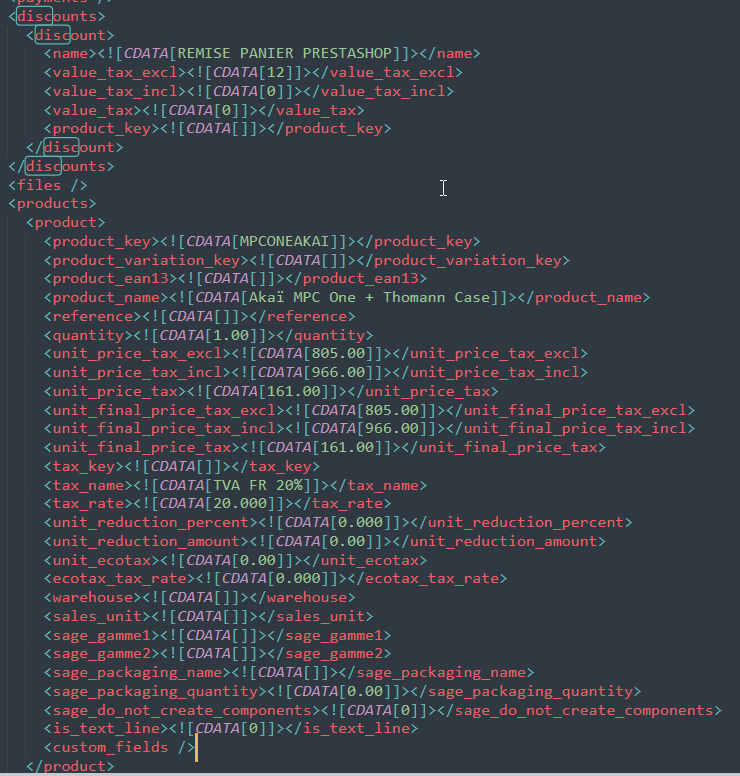 <discounts>
<discount>
<name><![CDATA[REMISE PANIER PRESTASHOP]]></name>
<value_tax_excl><![CDATA[12]]></value_tax_excl>
<value_tax_incl><![CDATA[0]]></value_tax_incl>
<value_tax><![CDATA[0]]></value_tax>
<product_key><![CDATA[]]></product_key>
</discount>
</discounts>
<files />
<products>
<product>
<product_key><![CDATA[MPCONEAKAI]]></product_key>
<product_variation_key><![CDATA[]]></product_variation_key>
<product_ean13><![CDATA[]]></product_ean13>
<product_name><![CDATA[Akaï MPC One + Thomann Case]]></product_name>
<reference><![CDATA[]]></reference>
<quantity><![CDATA[1.00]]></quantity>
<unit_price_tax_excl><![CDATA[805.00]]></unit_price_tax_excl>
<unit_price_tax_incl><![CDATA[966.00]]></unit_price_tax_incl>
<unit_price_tax><![CDATA[161.00]]></unit_price_tax>
<unit_final_price_tax_excl><![CDATA[805.00]]></unit_final_price_tax_excl>
<unit_final_price_tax_incl><![CDATA[966.00]]></unit_final_price_tax_incl>
<unit_final_price_tax><![CDATA[161.00]]></unit_final_price_tax>
<tax_key><![CDATA[]]></tax_key>
<tax_name><![CDATA[TVA FR 20%]]></tax_name>
<tax_rate><![CDATA[20.000]]></tax_rate>
<unit_reduction_percent><![CDATA[0.000]]></unit_reduction_percent>
<unit_reduction_amount><![CDATA[0.00]]></unit_reduction_amount>
<unit_ecotax><![CDATA[0.00]]></unit_ecotax>
<ecotax_tax_rate><![CDATA[0.000]]></ecotax_tax_rate>
<warehouse><![CDATA[]]></warehouse>
<sales_unit><![CDATA[]]></sales_unit>
<sage_gamme1><![CDATA[]]></sage_gamme1>
<sage_gamme2><![CDATA[]]></sage_gamme2>
<sage_packaging_name><![CDATA[]]></sage_packaging_name>
<sage_packaging_quantity><![CDATA[0.00]]></sage_packaging_quantity>
<sage_do_not_create_components><![CDATA[0]]></sage_do_not_create_components>
<is_text_line><![CDATA[0]]></is_text_line>
<custom_fields />
</product>